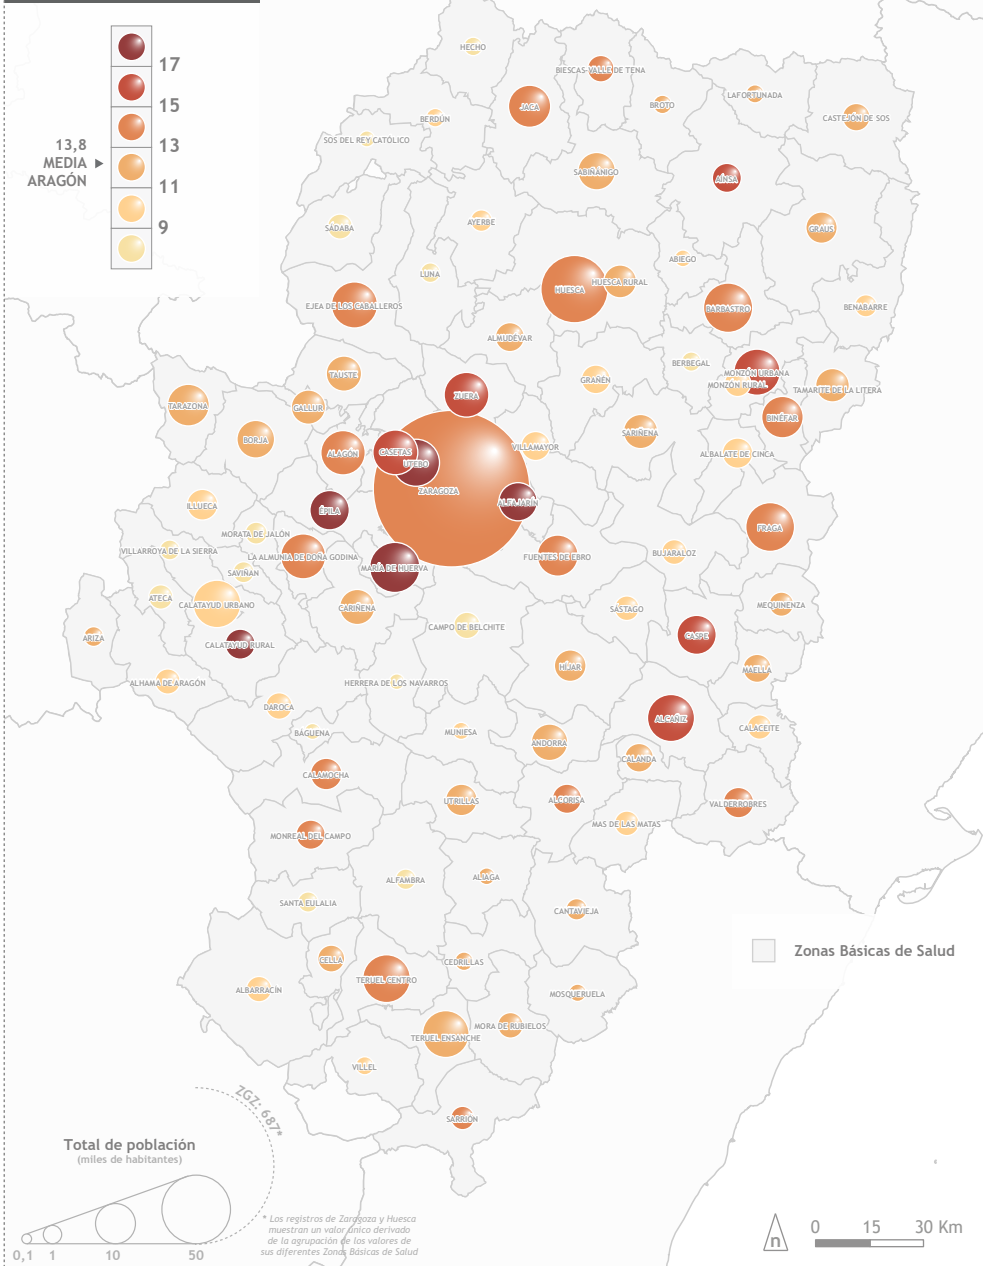 17
15
13
11
9
13,8
MEDIA
ARAGÓN
HECHO
BIESCAS-VALLE DE TENA
JACA
BROTO
LAFORTUNADA
BERDÚN
CASTEJÓN DE SOS
SOS DEL REY CATÓLICO
SABIÑÁNIGO
AÍNSA
SÁDABA
AYERBE
GRAUS
ABIEGO
LUNA
HUESCA
HUESCA RURAL
EJEA DE LOS CABALLEROS
BARBASTRO
BENABARRE
ALMUDÉVAR
BERBEGAL
TAUSTE
MONZÓN URBANA
GRAÑEN
MONZÓN RURAL
TAMARITE DE LA LITERA
ZUERA
TARAZONA
GALLUR
BINÉFAR
SARIÑENA
BORJA
VILLAMAYOR
ALAGÓN
CASETAS
ALBALATE DE CINCA
UTEBO
ZARAGOZA
ALFAJARÍN
ILLUECA
ÉPILA
FRAGA
MORATA DE JALÓN
VILLARROYA DE LA SIERRA
LA ALMUNIA DE DOÑA GODINA
FUENTES DE EBRO
BUJARALOZ
MARÍA DE HUERVA
SAVIÑAN
ATECA
CALATAYUD URBANO
CARIÑENA
SÁSTAGO
MEQUINENZA
CAMPO DE BELCHITE
ARIZA
CASPE
CALATAYUD RURAL
HÍJAR
MAELLA
ALHAMA DE ARAGÓN
HERRERA DE LOS NAVARROS
DAROCA
ALCAÑIZ
BÁGUENA
MUNIESA
CALACEITE
ANDORRA
CALANDA
CALAMOCHA
UTRILLAS
ALCORISA
VALDERROBRES
MAS DE LAS MATAS
MONREAL DEL CAMPO
ALFAMBRA
ALIAGA
SANTA EULALIA
CANTAVIEJA
Zonas Básicas de Salud
CELLA
CEDRILLAS
TERUEL CENTRO
ALBARRACÍN
MOSQUERUELA
MORA DE RUBIELOS
TERUEL ENSANCHE
VILLEL
SARRIÓN
ZGZ: 687*
Total de población
(miles de habitantes)
0,1 1 10 50
* Los registros de Zaragoza y Huesca
muestran un valor único derivado
de la agrupación de los valores de
sus diferentes Zonas Básicas de Salud
n
0 15 30 Km